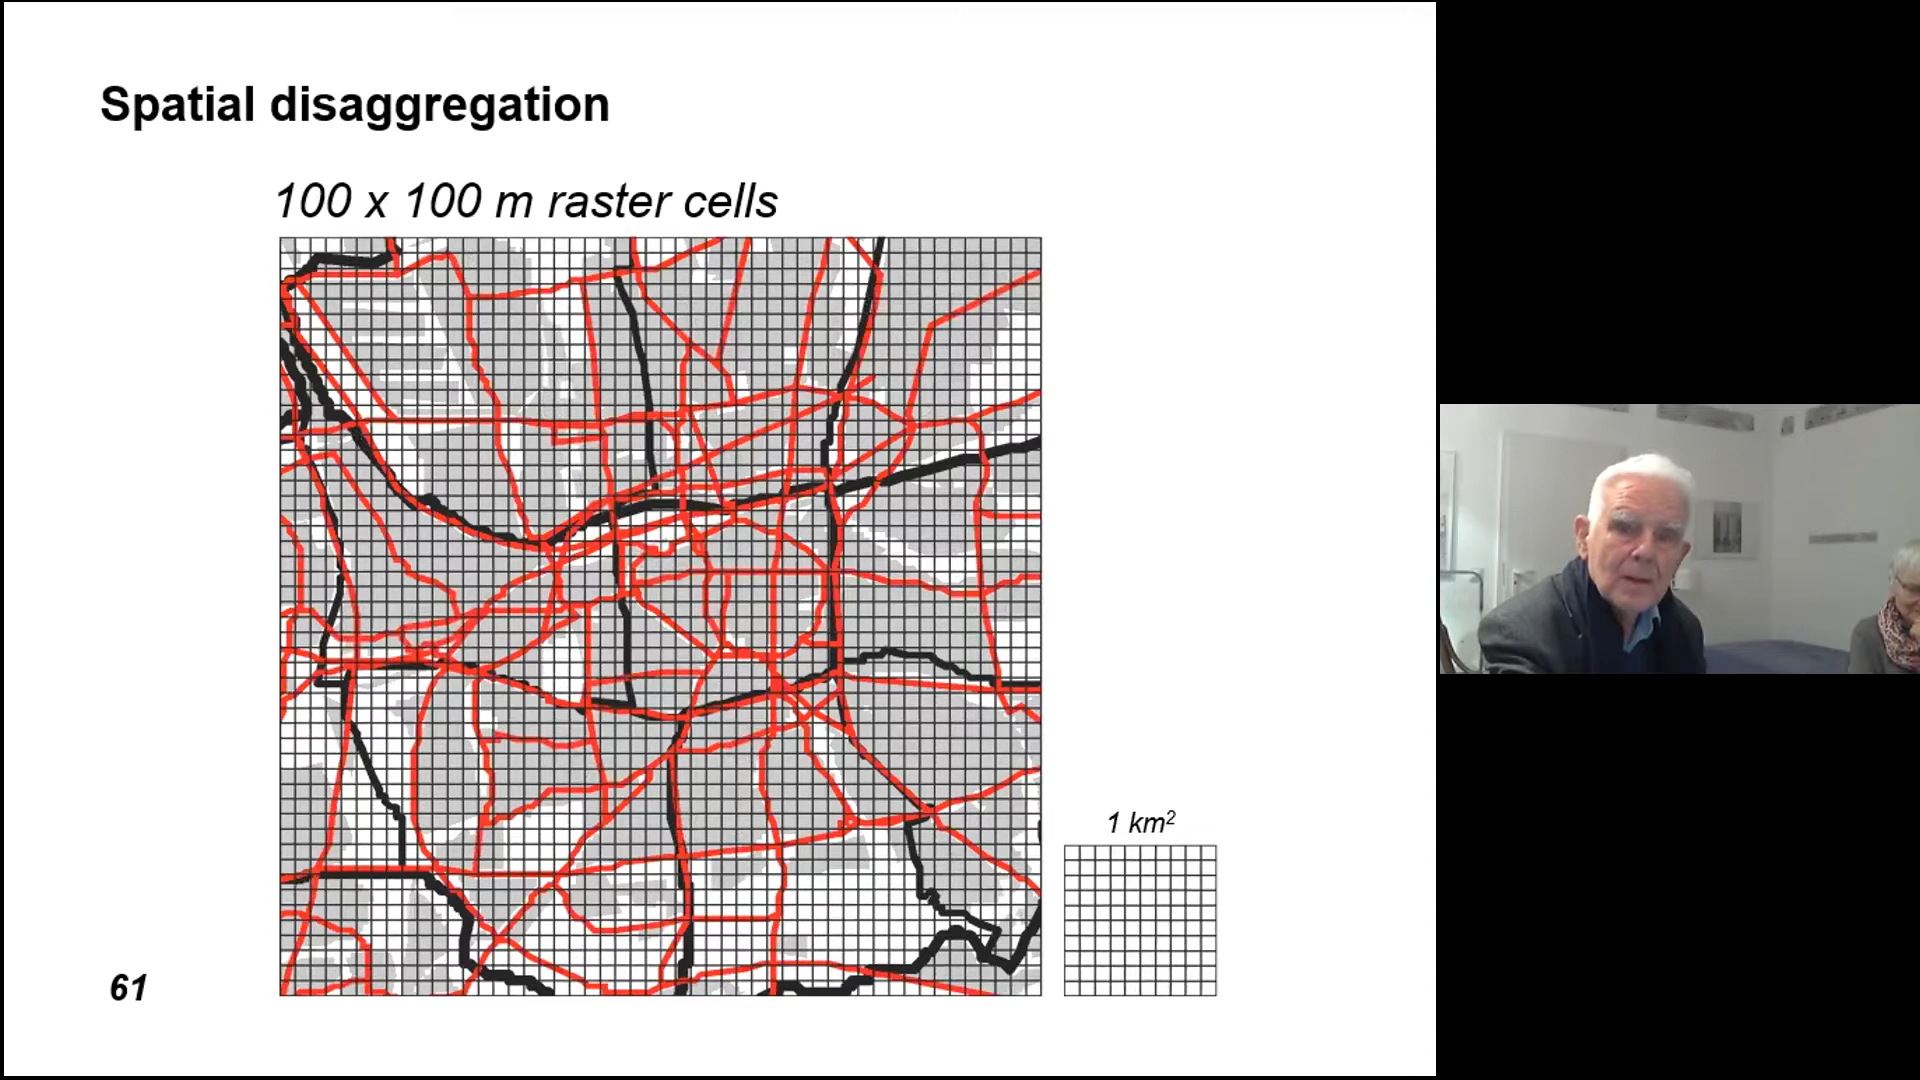 Spatial disaggregation
100 x 100 m raster cells
1 km²
61